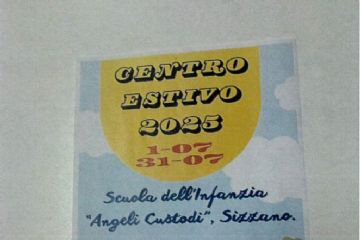 CENTRO
ESTIVO
2025
1-07
31-07
Scuola dell'Infanzia
"Angeli Custodi", Sizzano.